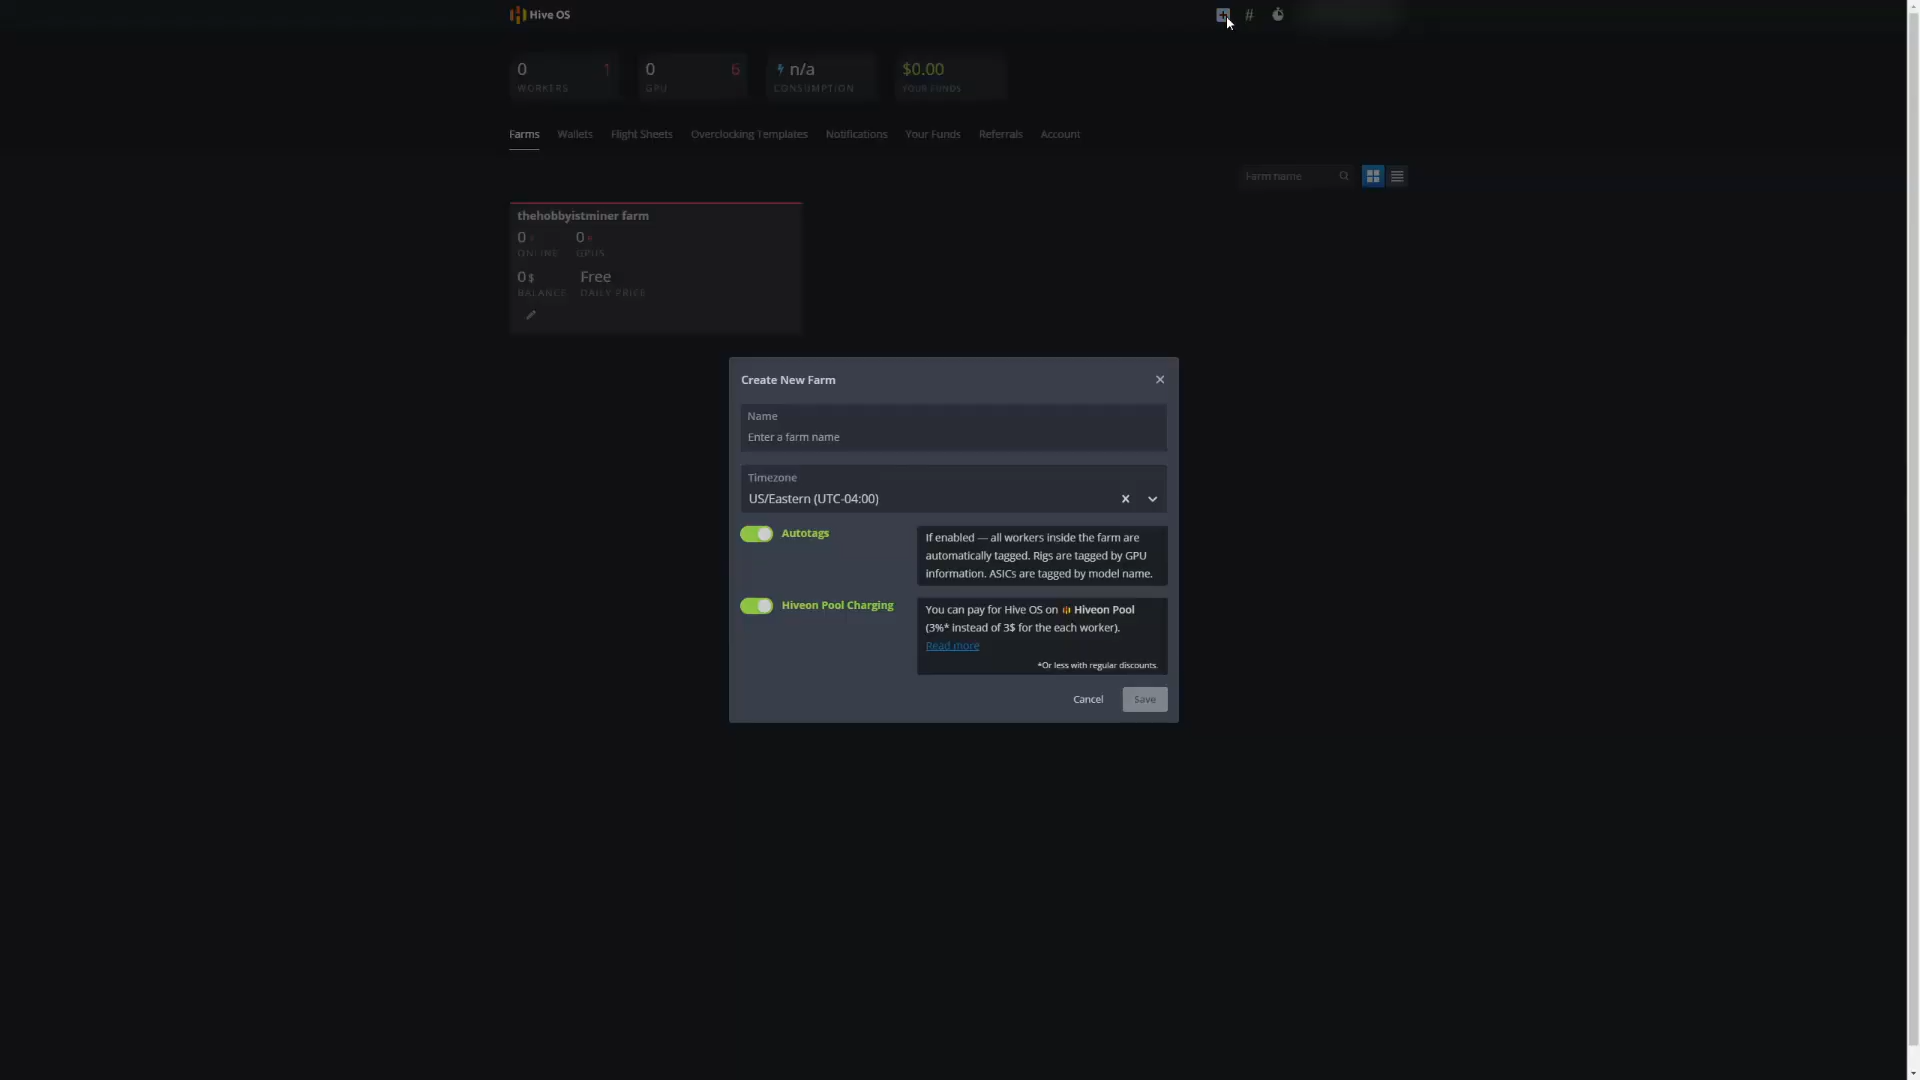 Hive OS
#
0 1
WORKERS
0 6
GPU
n/a
CONSUMPTION
$0.00
YOUR FUNDS
Farms Wallets Flight Sheets Overclocking Templates Notifications Your Funds Referrals Account
Farm name
thehobbyistminer farm
0 0
ONLINE GPUS
0 $ Free
BALANCE DAILY PRICE
Create New Farm
Name
Enter a farm name
Timezone
US/Eastern (UTC-04:00)
Autotags
If enabled — all workers inside the farm are
automatically tagged. Rigs are tagged by GPU
information. ASICs are tagged by model name.
Hiveon Pool Charging
You can pay for Hive OS on Hiveon Pool
(3%* instead of 3$ for the each worker).
Read more
*Or less with regular discounts.
Cancel Save